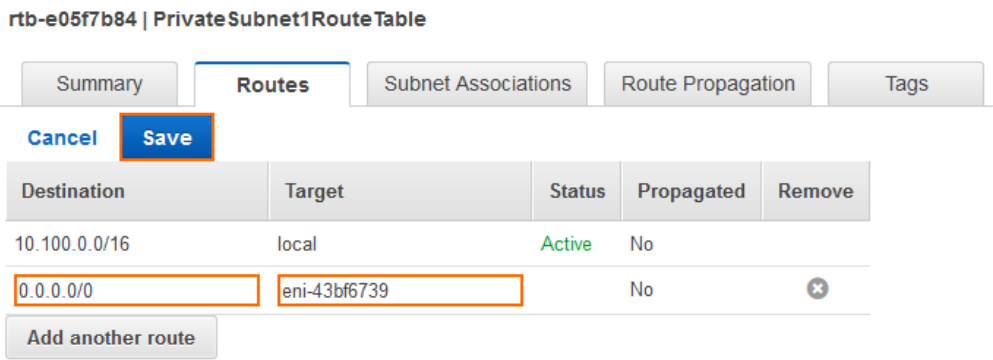 rtb-e05f7b84 | PrivateSubnet1RouteTable
Summary Routes Subnet Associations Route Propagation Tags
Cancel Save
Destination Target Status Propagated Remove
10.100.0.0/16 local Active No
0.0.0.0/0 eni-43bf6739 No
Add another route